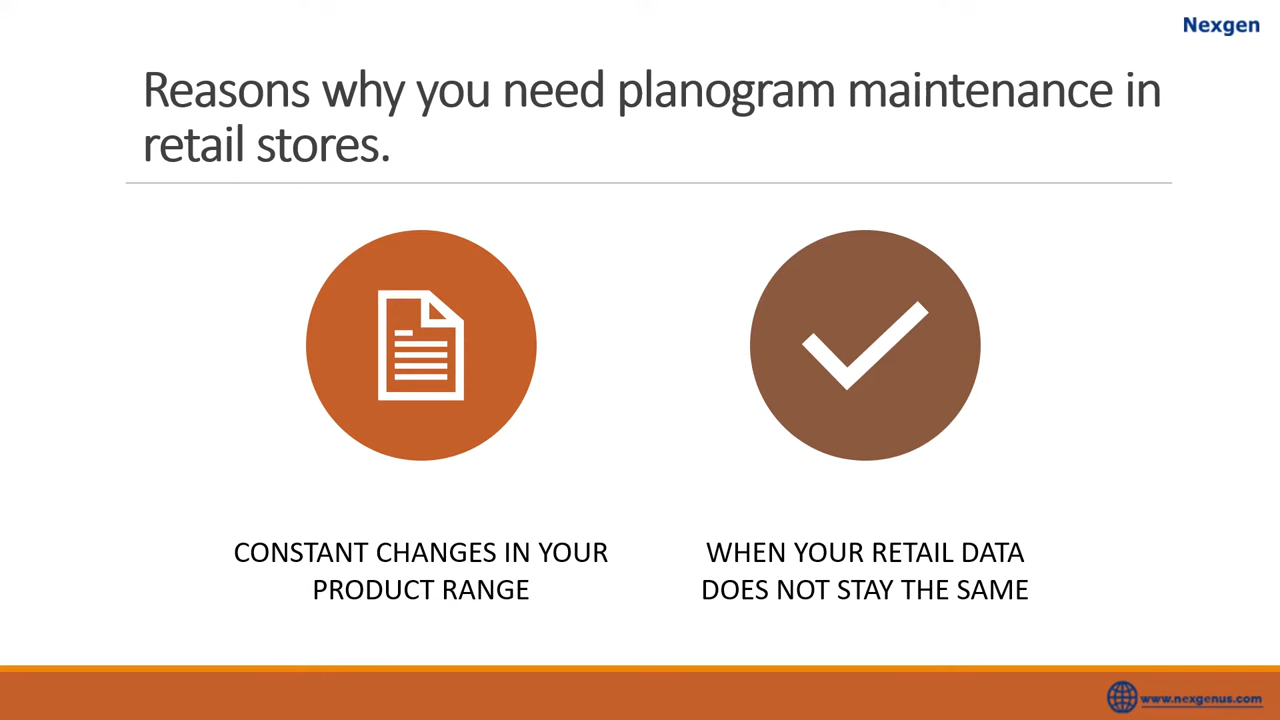 Nexgen
Reasons why you need planogram maintenance in
retail stores.
CONSTANT CHANGES IN YOUR
PRODUCT RANGE
WHEN YOUR RETAIL DATA
DOES NOT STAY THE SAME
www.nexgenus.com